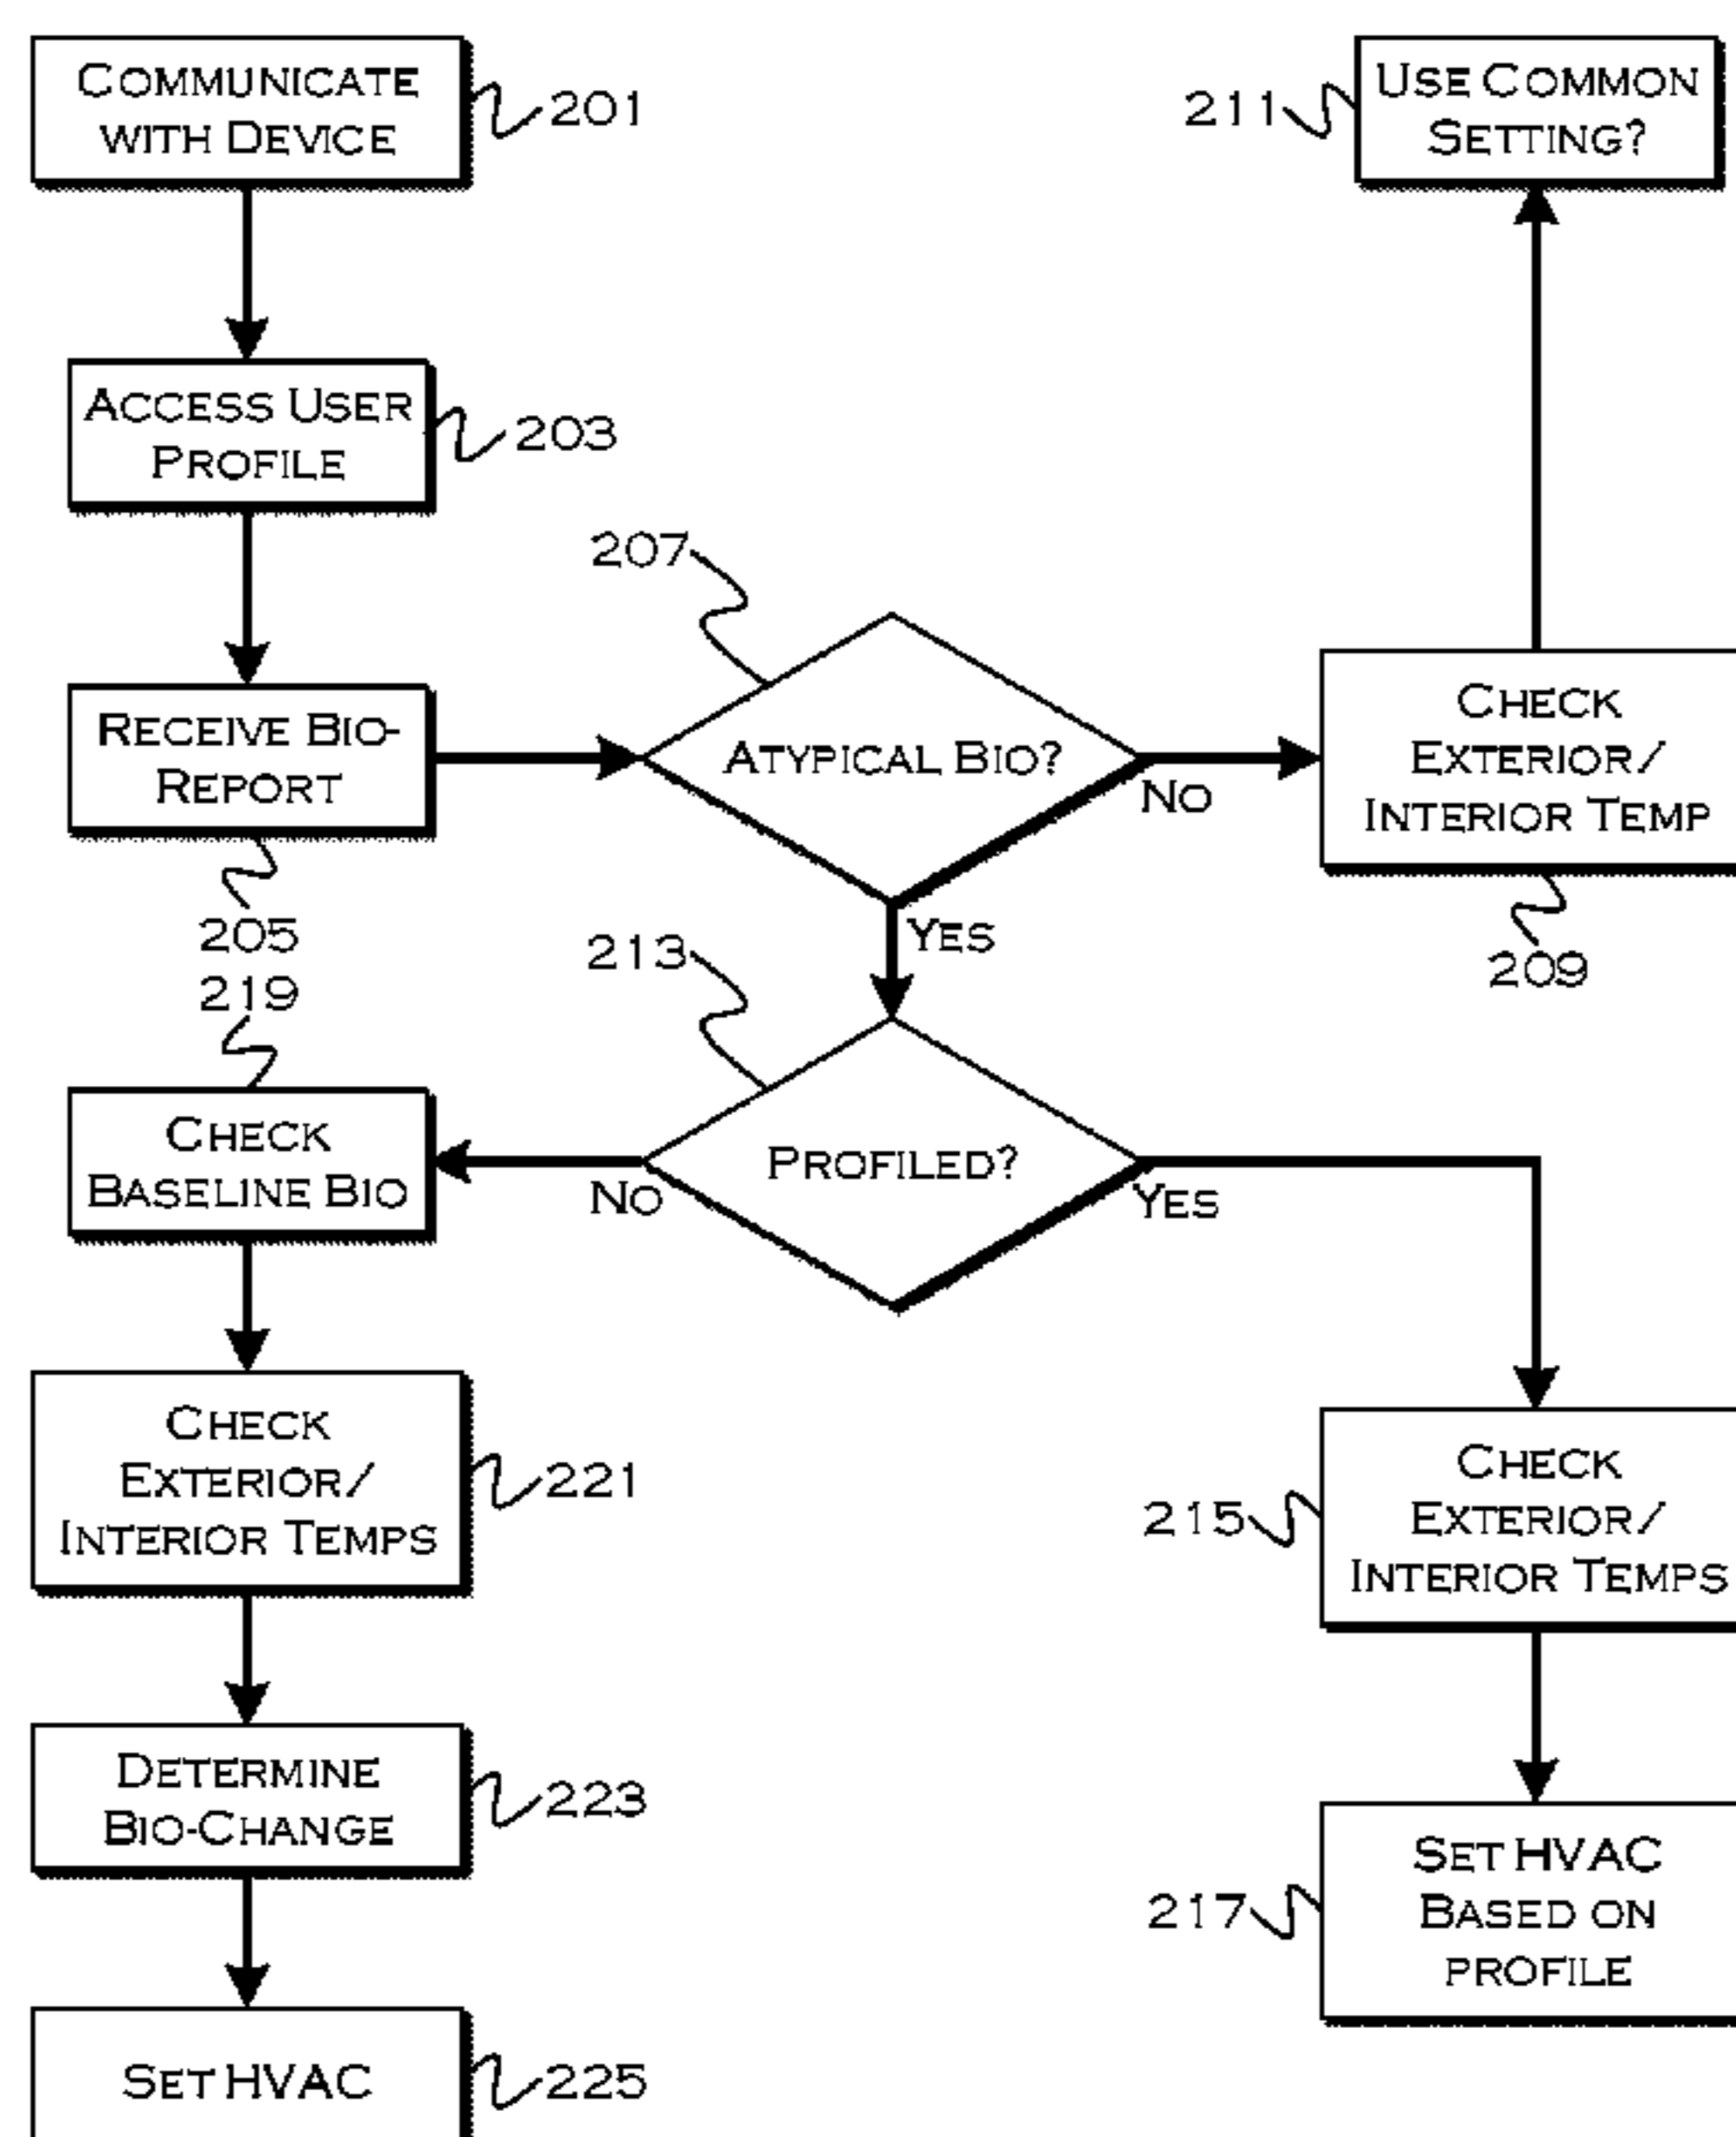 COMMUNICATE
WITH DEVICE
201
211
USE COMMON
SETTING?
ACCESS USER
PROFILE
203
207
RECEIVE BIO-
REPORT
205
ATYPICAL BIO?
NO
YES
CHECK
EXTERIOR/
INTERIOR TEMP
209
213
219
CHECK
BASELINE BIO
PROFILED?
NO
YES
CHECK
EXTERIOR/
INTERIOR TEMPS
221
215
CHECK
EXTERIOR/
INTERIOR TEMPS
DETERMINE
BIO-CHANGE
223
217
SET HVAC
BASED ON
PROFILE
SET HVAC
225